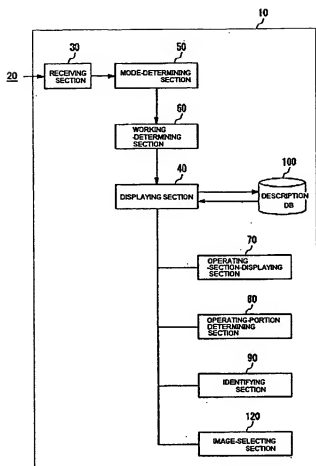 10
30
50
20
RECEIVING
SECTION
MODE-DETERMINING
SECTION
60
WORKING
-DETERMINING
SECTION
40
100
DISPLAYING SECTION
DESCRIPTION
DB
70
OPERATING
-SECTION-DISPLAYING
SECTION
80
OPERATING-PORTION
DETERMINING
SECTION
90
IDENTIFYING
SECTION
120
IMAGE-SELECTING
SECTION